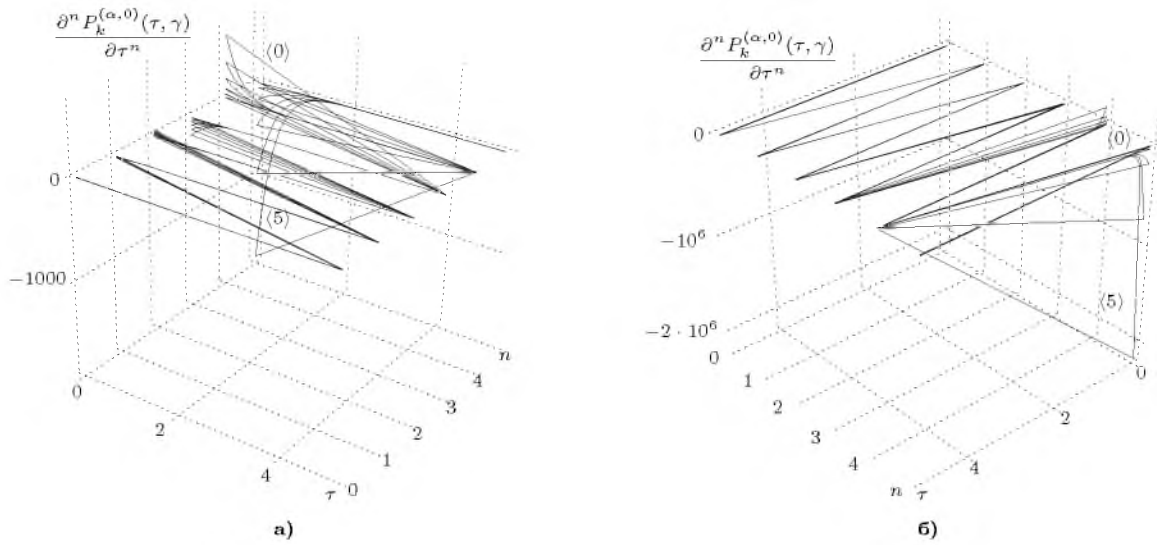 ∂ⁿP_k^{(α,0)}(τ, γ)
∂τⁿ
⟨0⟩
0
⟨5⟩
−1000
n
0
4
3
2
2
1
4
τ 0
а)
∂ⁿP_k^{(α,0)}(τ, γ)
∂τⁿ
0
⟨0⟩
−10⁶
⟨5⟩
−2 · 10⁶
0
0
1
2
2
3
4
4
n τ
б)